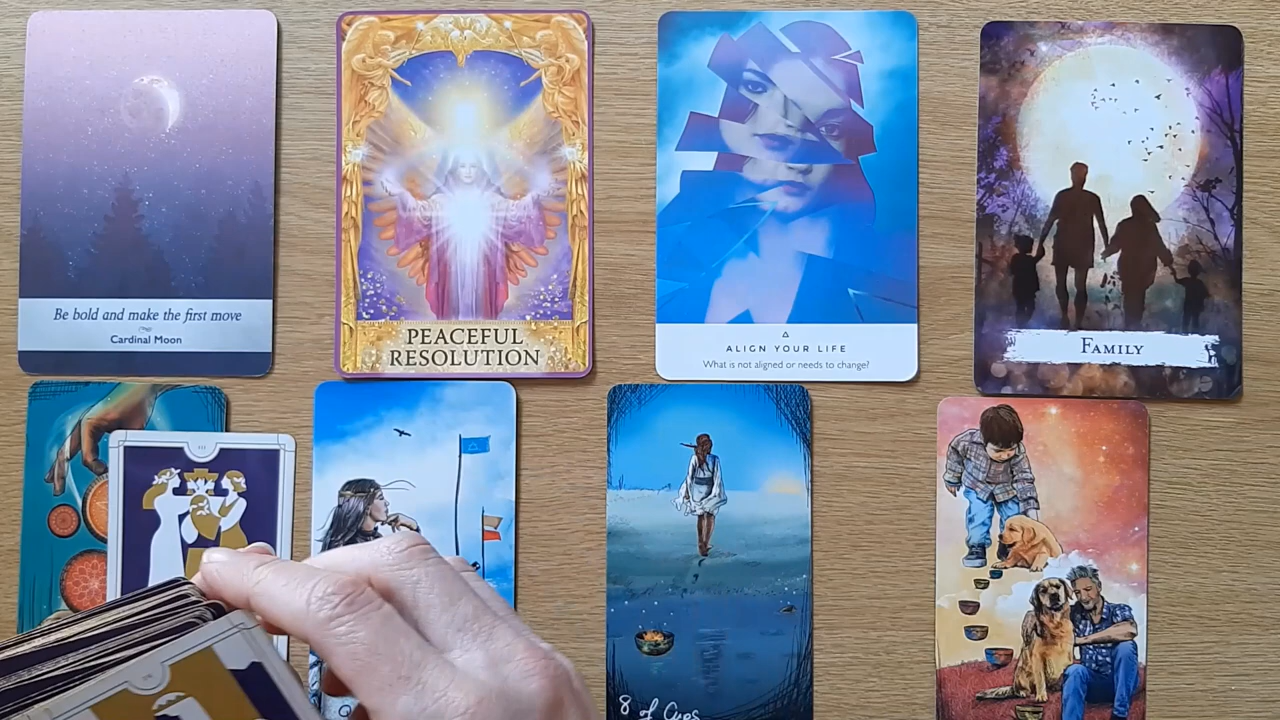 Be bold and make the first move
Cardinal Moon
PEACEFUL
RESOLUTION
ALIGN YOUR LIFE
What is not aligned or needs to change?
FAMILY
III
8 of Cups